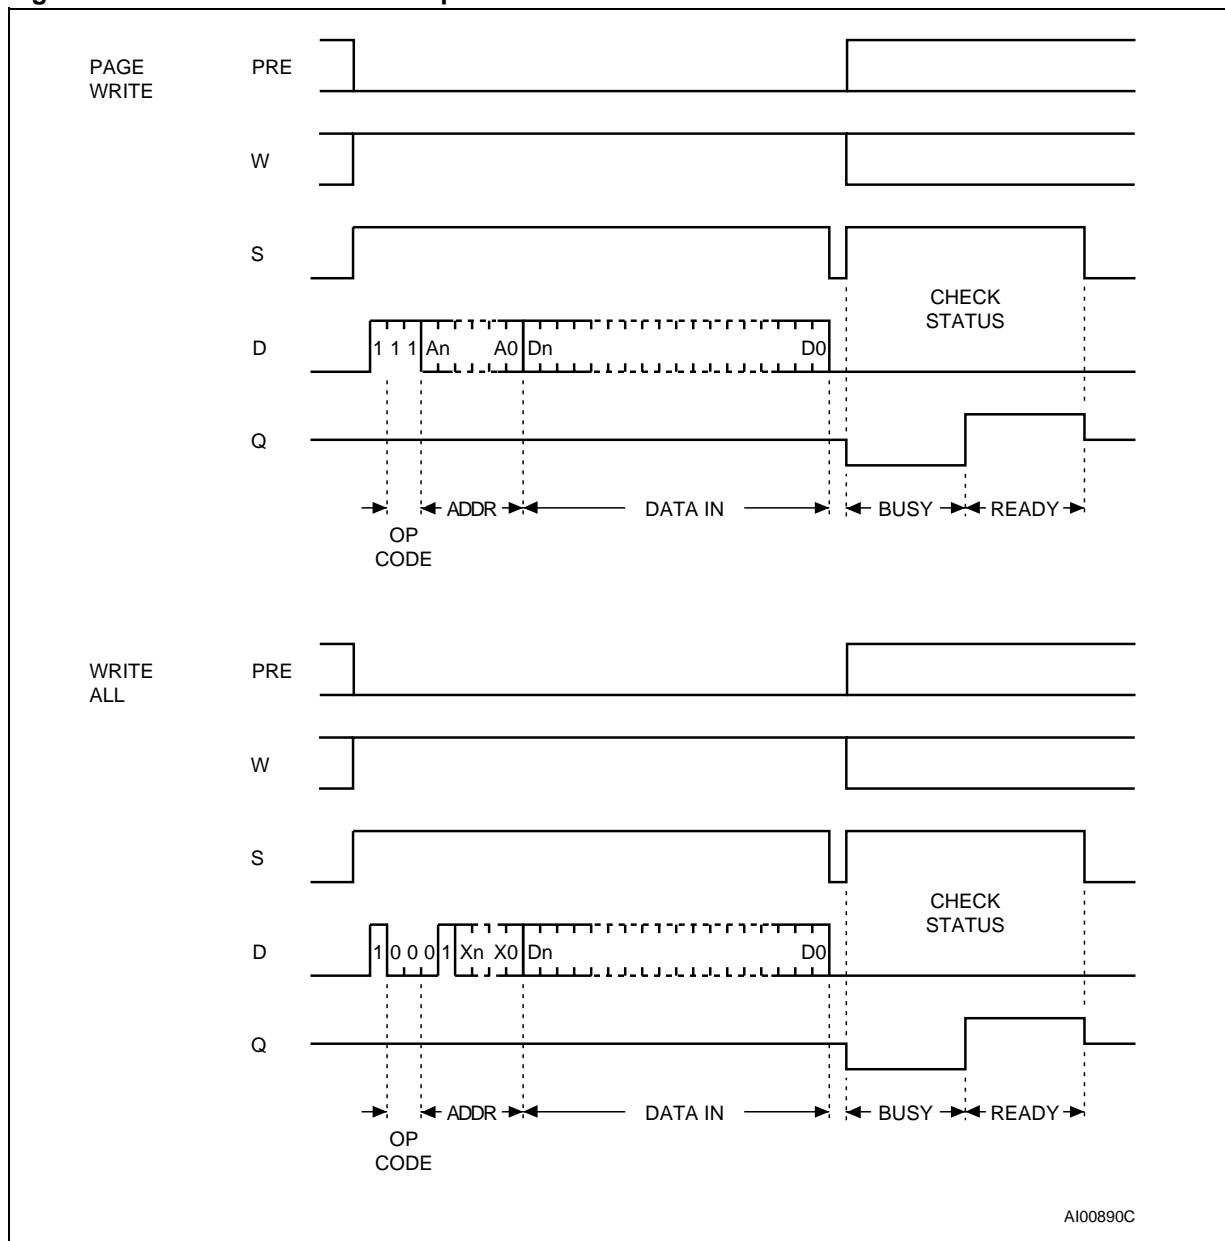 PAGE
WRITE
PRE
W
S
CHECK
STATUS
D
1 1 1 An A0 Dn D0
Q
ADDR DATA IN BUSY READY
OP
CODE
WRITE
ALL
PRE
W
S
CHECK
STATUS
D
1 0 0 0 1 Xn X0 Dn D0
Q
ADDR DATA IN BUSY READY
OP
CODE
AI00890C